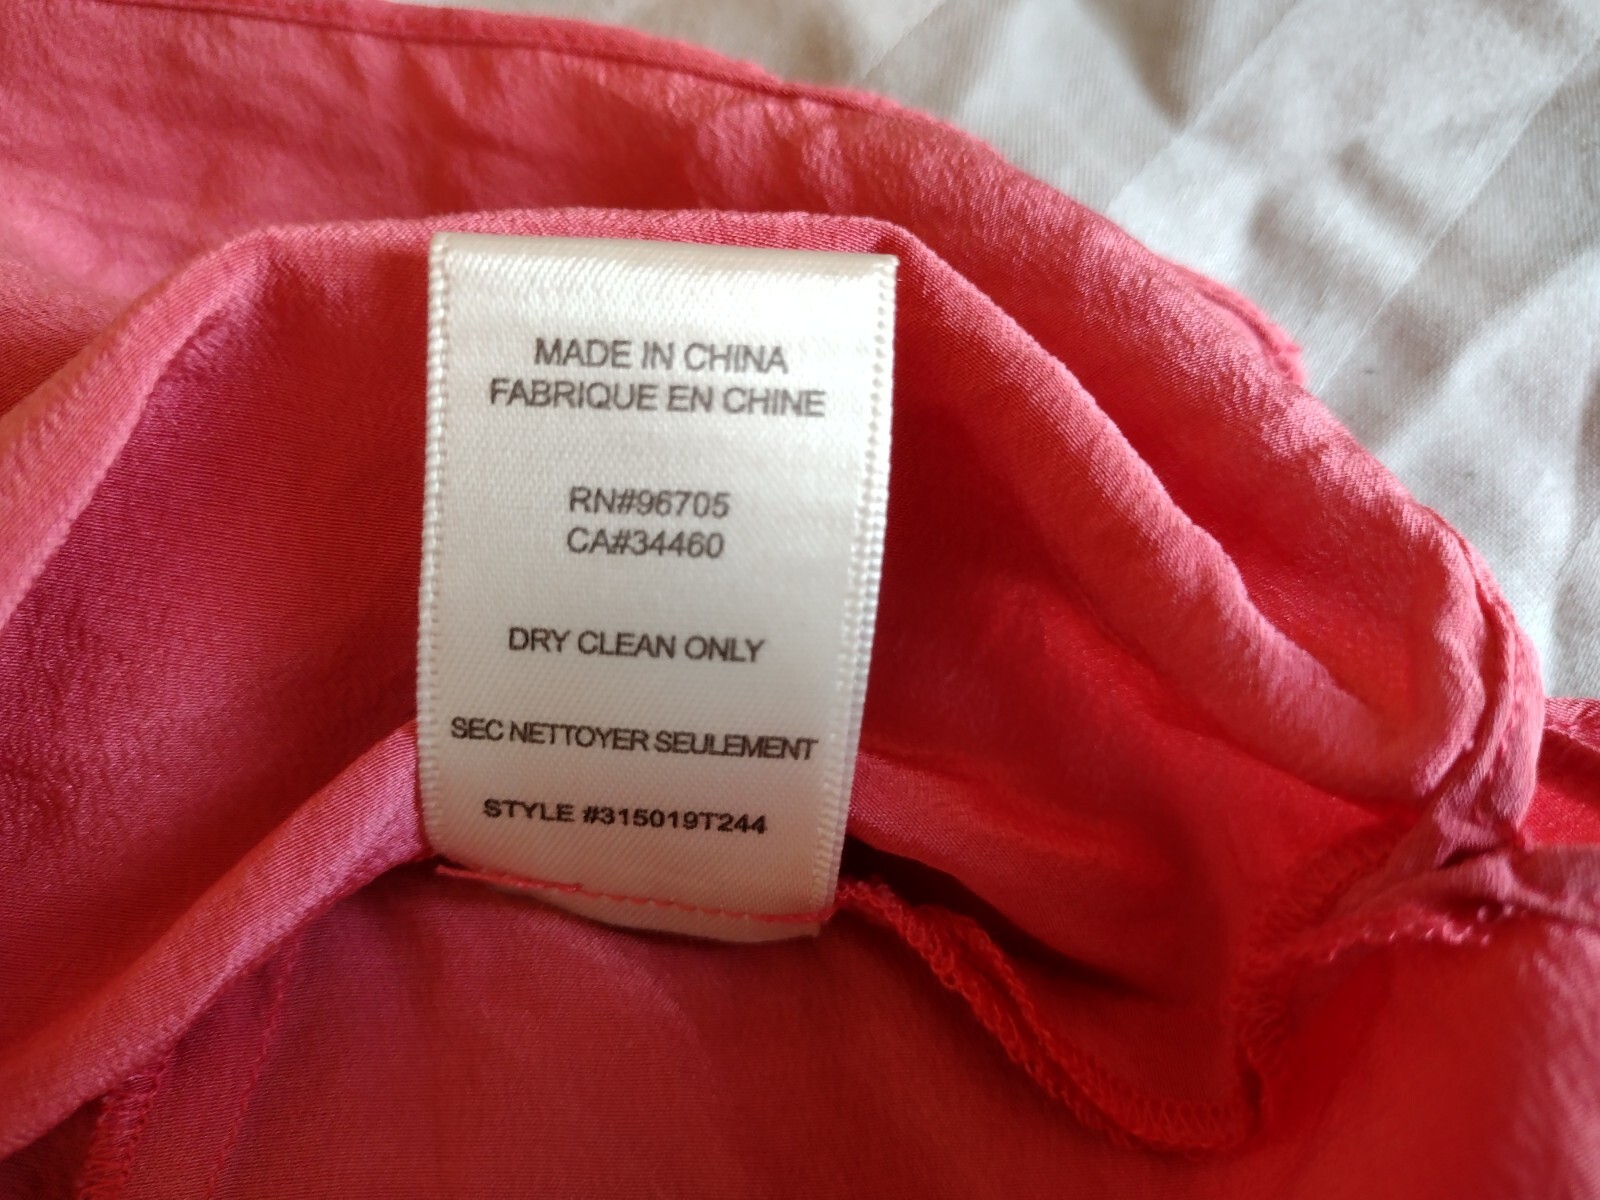 MADE IN CHINA
FABRIQUE EN CHINE
RN#96705
CA#34460
DRY CLEAN ONLY
SEC NETTOYER SEULEMENT
STYLE #315019T244